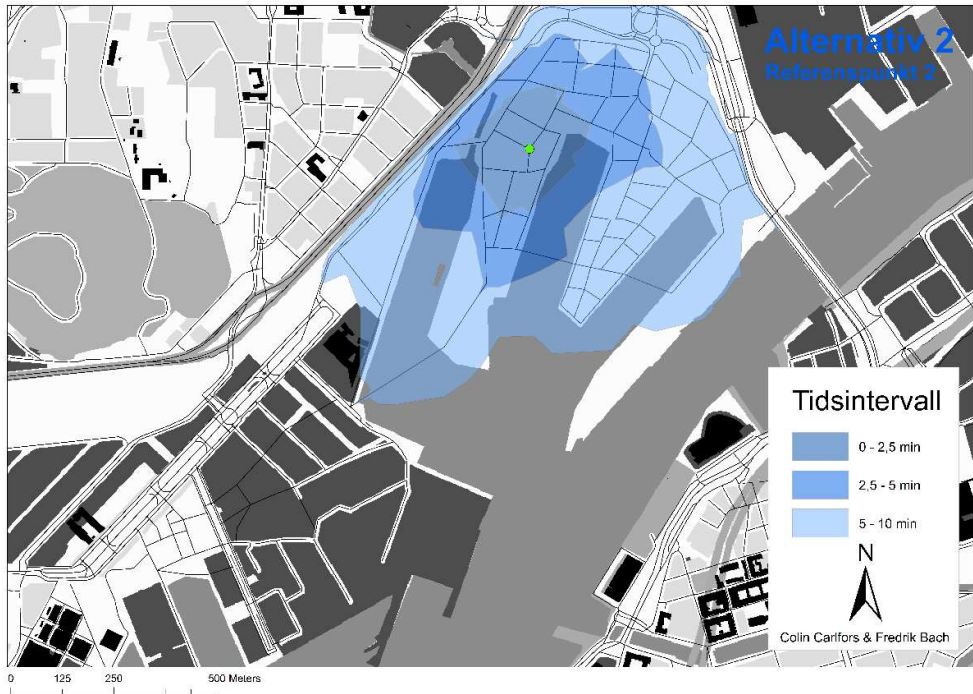 Alternativ 2
Referenspunkt 2
Tidsintervall
0 - 2,5 min
2,5 - 5 min
5 - 10 min
N
Colin Carlfors & Fredrik Bach
0 125 250 500 Meters